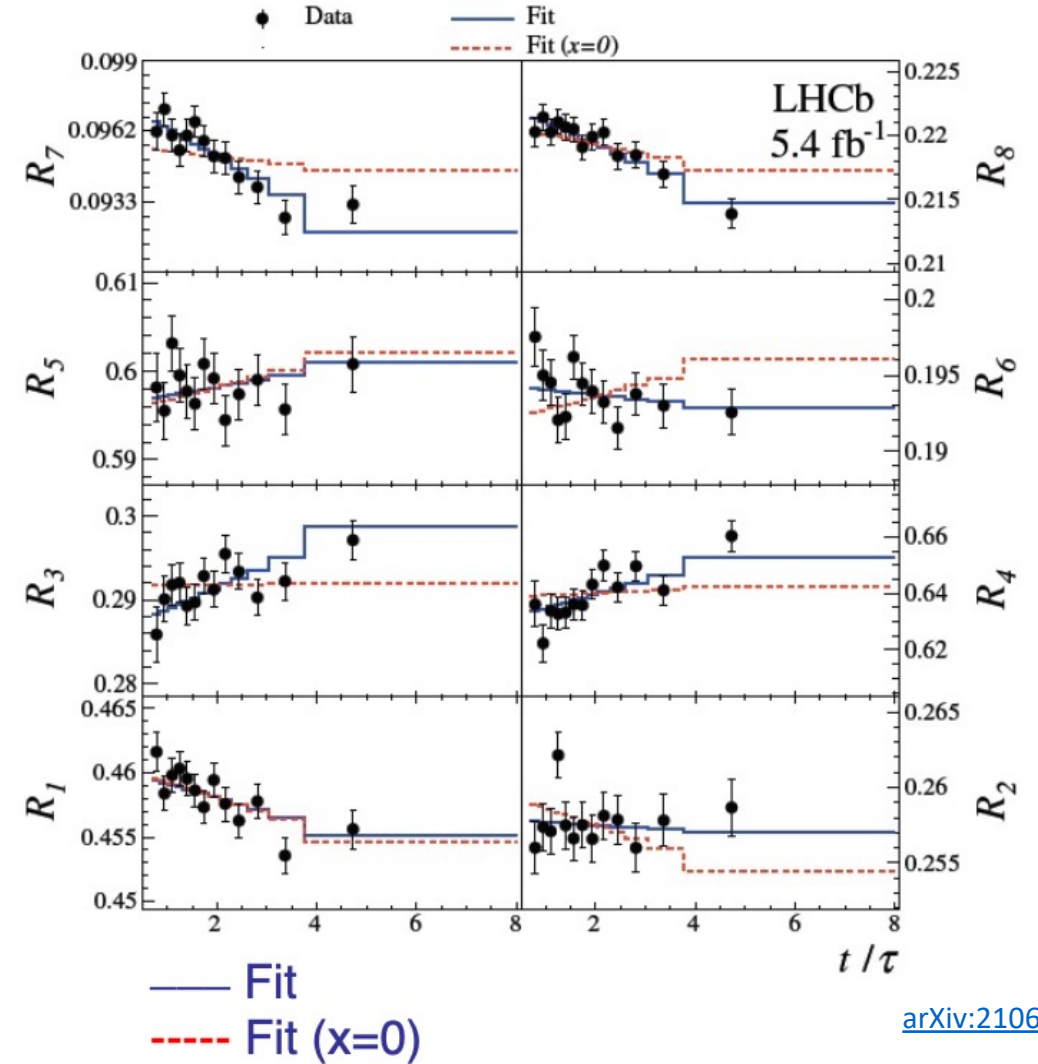 Data
Fit
Fit (x=0)
0.099
0.0962
0.0933
R7
LHCb
5.4 fb-1
0.225
0.22
0.215
0.21
R8
0.61
0.6
0.59
R5
0.2
0.195
0.19
R6
0.3
0.29
0.28
R3
0.66
0.64
0.62
R4
0.465
0.46
0.455
0.45
R1
0.265
0.26
0.255
R2
2 4 6 8 2 4 6 8
t / τ
Fit
Fit (x=0)
arXiv:2106